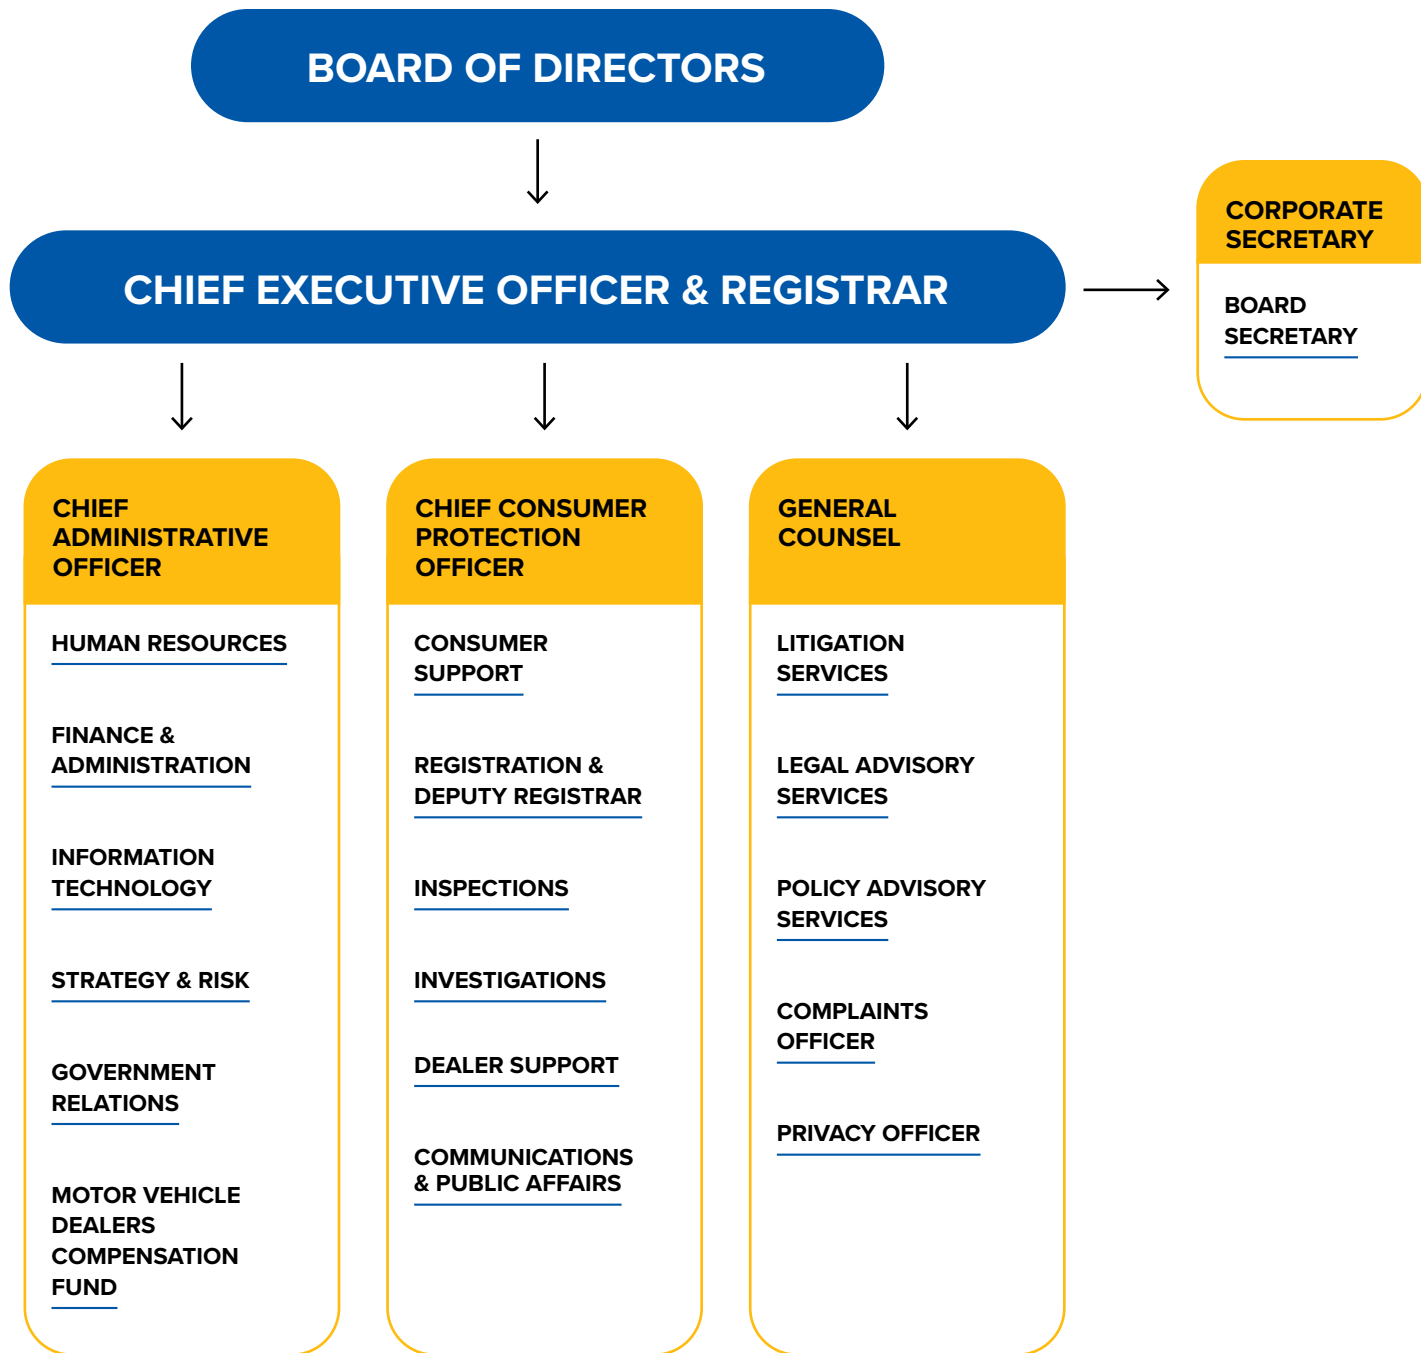 BOARD OF DIRECTORS
CHIEF EXECUTIVE OFFICER & REGISTRAR
CORPORATE
SECRETARY
BOARD
SECRETARY
CHIEF
ADMINISTRATIVE
OFFICER
HUMAN RESOURCES
FINANCE &
ADMINISTRATION
INFORMATION
TECHNOLOGY
STRATEGY & RISK
GOVERNMENT
RELATIONS
MOTOR VEHICLE
DEALERS
COMPENSATION
FUND
CHIEF CONSUMER
PROTECTION
OFFICER
CONSUMER
SUPPORT
REGISTRATION &
DEPUTY REGISTRAR
INSPECTIONS
INVESTIGATIONS
DEALER SUPPORT
COMMUNICATIONS
& PUBLIC AFFAIRS
GENERAL
COUNSEL
LITIGATION
SERVICES
LEGAL ADVISORY
SERVICES
POLICY ADVISORY
SERVICES
COMPLAINTS
OFFICER
PRIVACY OFFICER